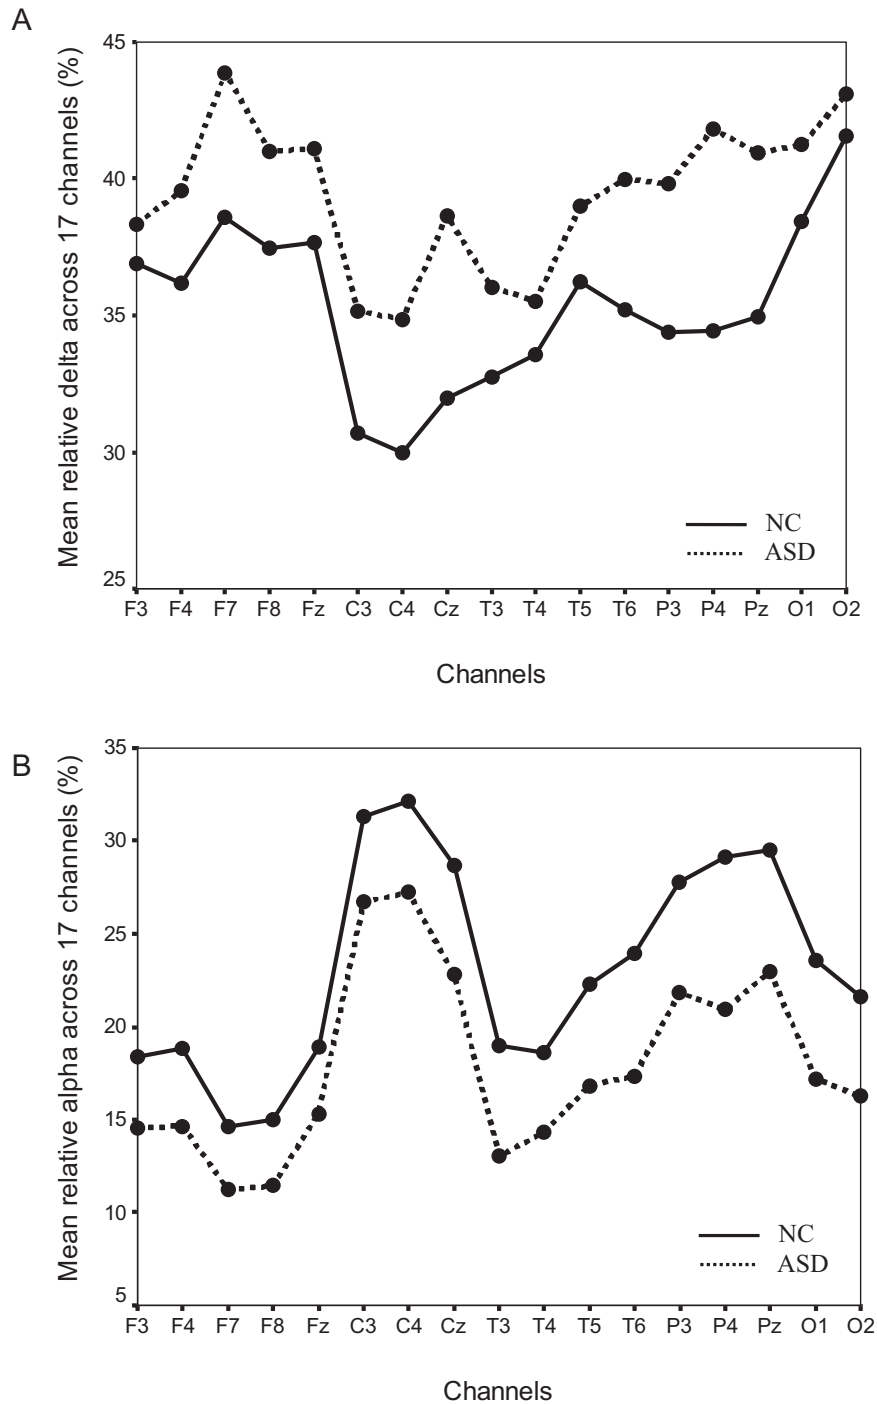 A
Mean relative delta across 17 channels (%)
45
40
35
30
25
NC
ASD
F3 F4 F7 F8 Fz C3 C4 Cz T3 T4 T5 T6 P3 P4 Pz O1 O2
Channels
B
Mean relative alpha across 17 channels (%)
35
30
25
20
15
10
5
NC
ASD
F3 F4 F7 F8 Fz C3 C4 Cz T3 T4 T5 T6 P3 P4 Pz O1 O2
Channels